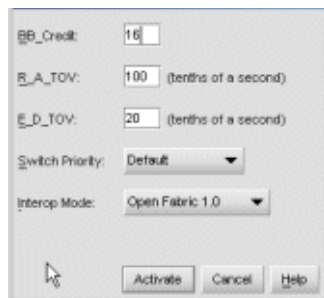 BB_Credit: 16
R_A_TOV: 100 (tenths of a second)
E_D_TOV: 20 (tenths of a second)
Switch Priority: Default
Interop Mode: Open Fabric 1.0
Activate Cancel Help